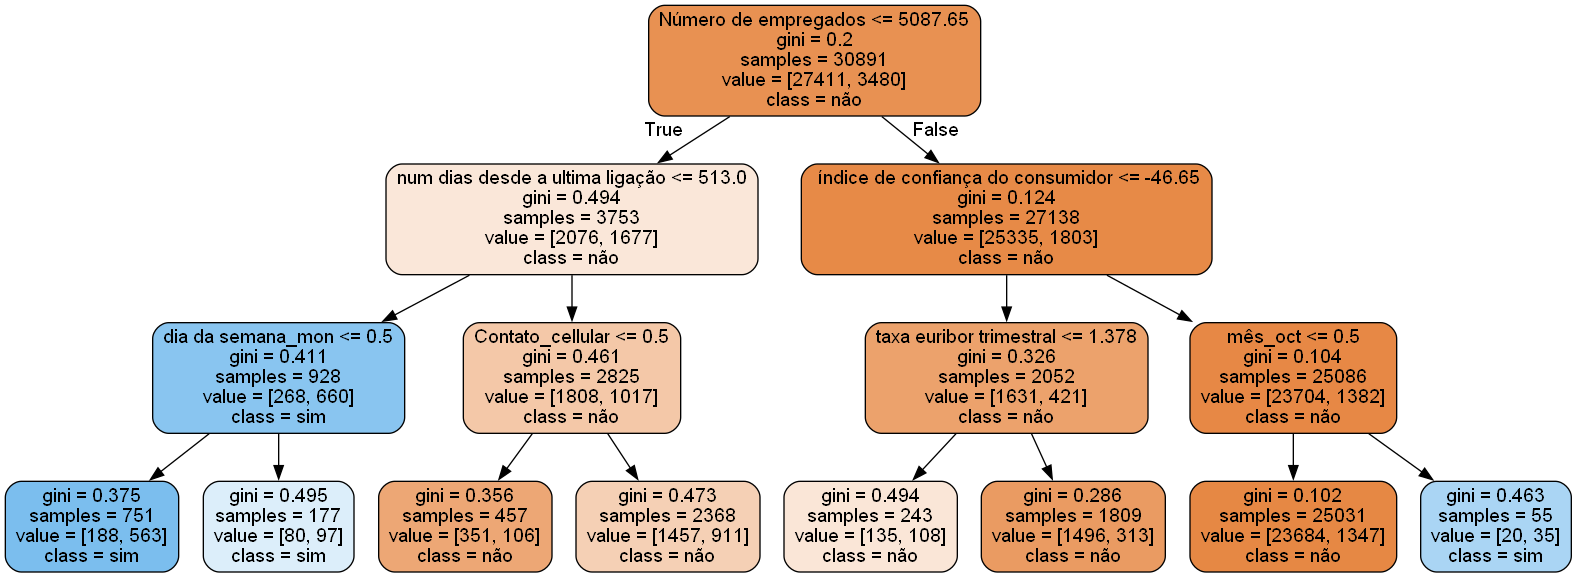 Número de empregados <= 5087.65
gini = 0.2
samples = 30891
value = [27411, 3480]
class = não
True
False
num dias desde a ultima ligação <= 513.0
gini = 0.494
samples = 3753
value = [2076, 1677]
class = não
índice de confiança do consumidor <= -46.65
gini = 0.124
samples = 27138
value = [25335, 1803]
class = não
dia da semana_mon <= 0.5
gini = 0.411
samples = 928
value = [268, 660]
class = sim
Contato_cellular <= 0.5
gini = 0.461
samples = 2825
value = [1808, 1017]
class = não
taxa euribor trimestral <= 1.378
gini = 0.326
samples = 2052
value = [1631, 421]
class = não
mês_oct <= 0.5
gini = 0.104
samples = 25086
value = [23704, 1382]
class = não
gini = 0.375
samples = 751
value = [188, 563]
class = sim
gini = 0.495
samples = 177
value = [80, 97]
class = sim
gini = 0.356
samples = 457
value = [351, 106]
class = não
gini = 0.473
samples = 2368
value = [1457, 911]
class = não
gini = 0.494
samples = 243
value = [135, 108]
class = não
gini = 0.286
samples = 1809
value = [1496, 313]
class = não
gini = 0.102
samples = 25031
value = [23684, 1347]
class = não
gini = 0.463
samples = 55
value = [20, 35]
class = sim